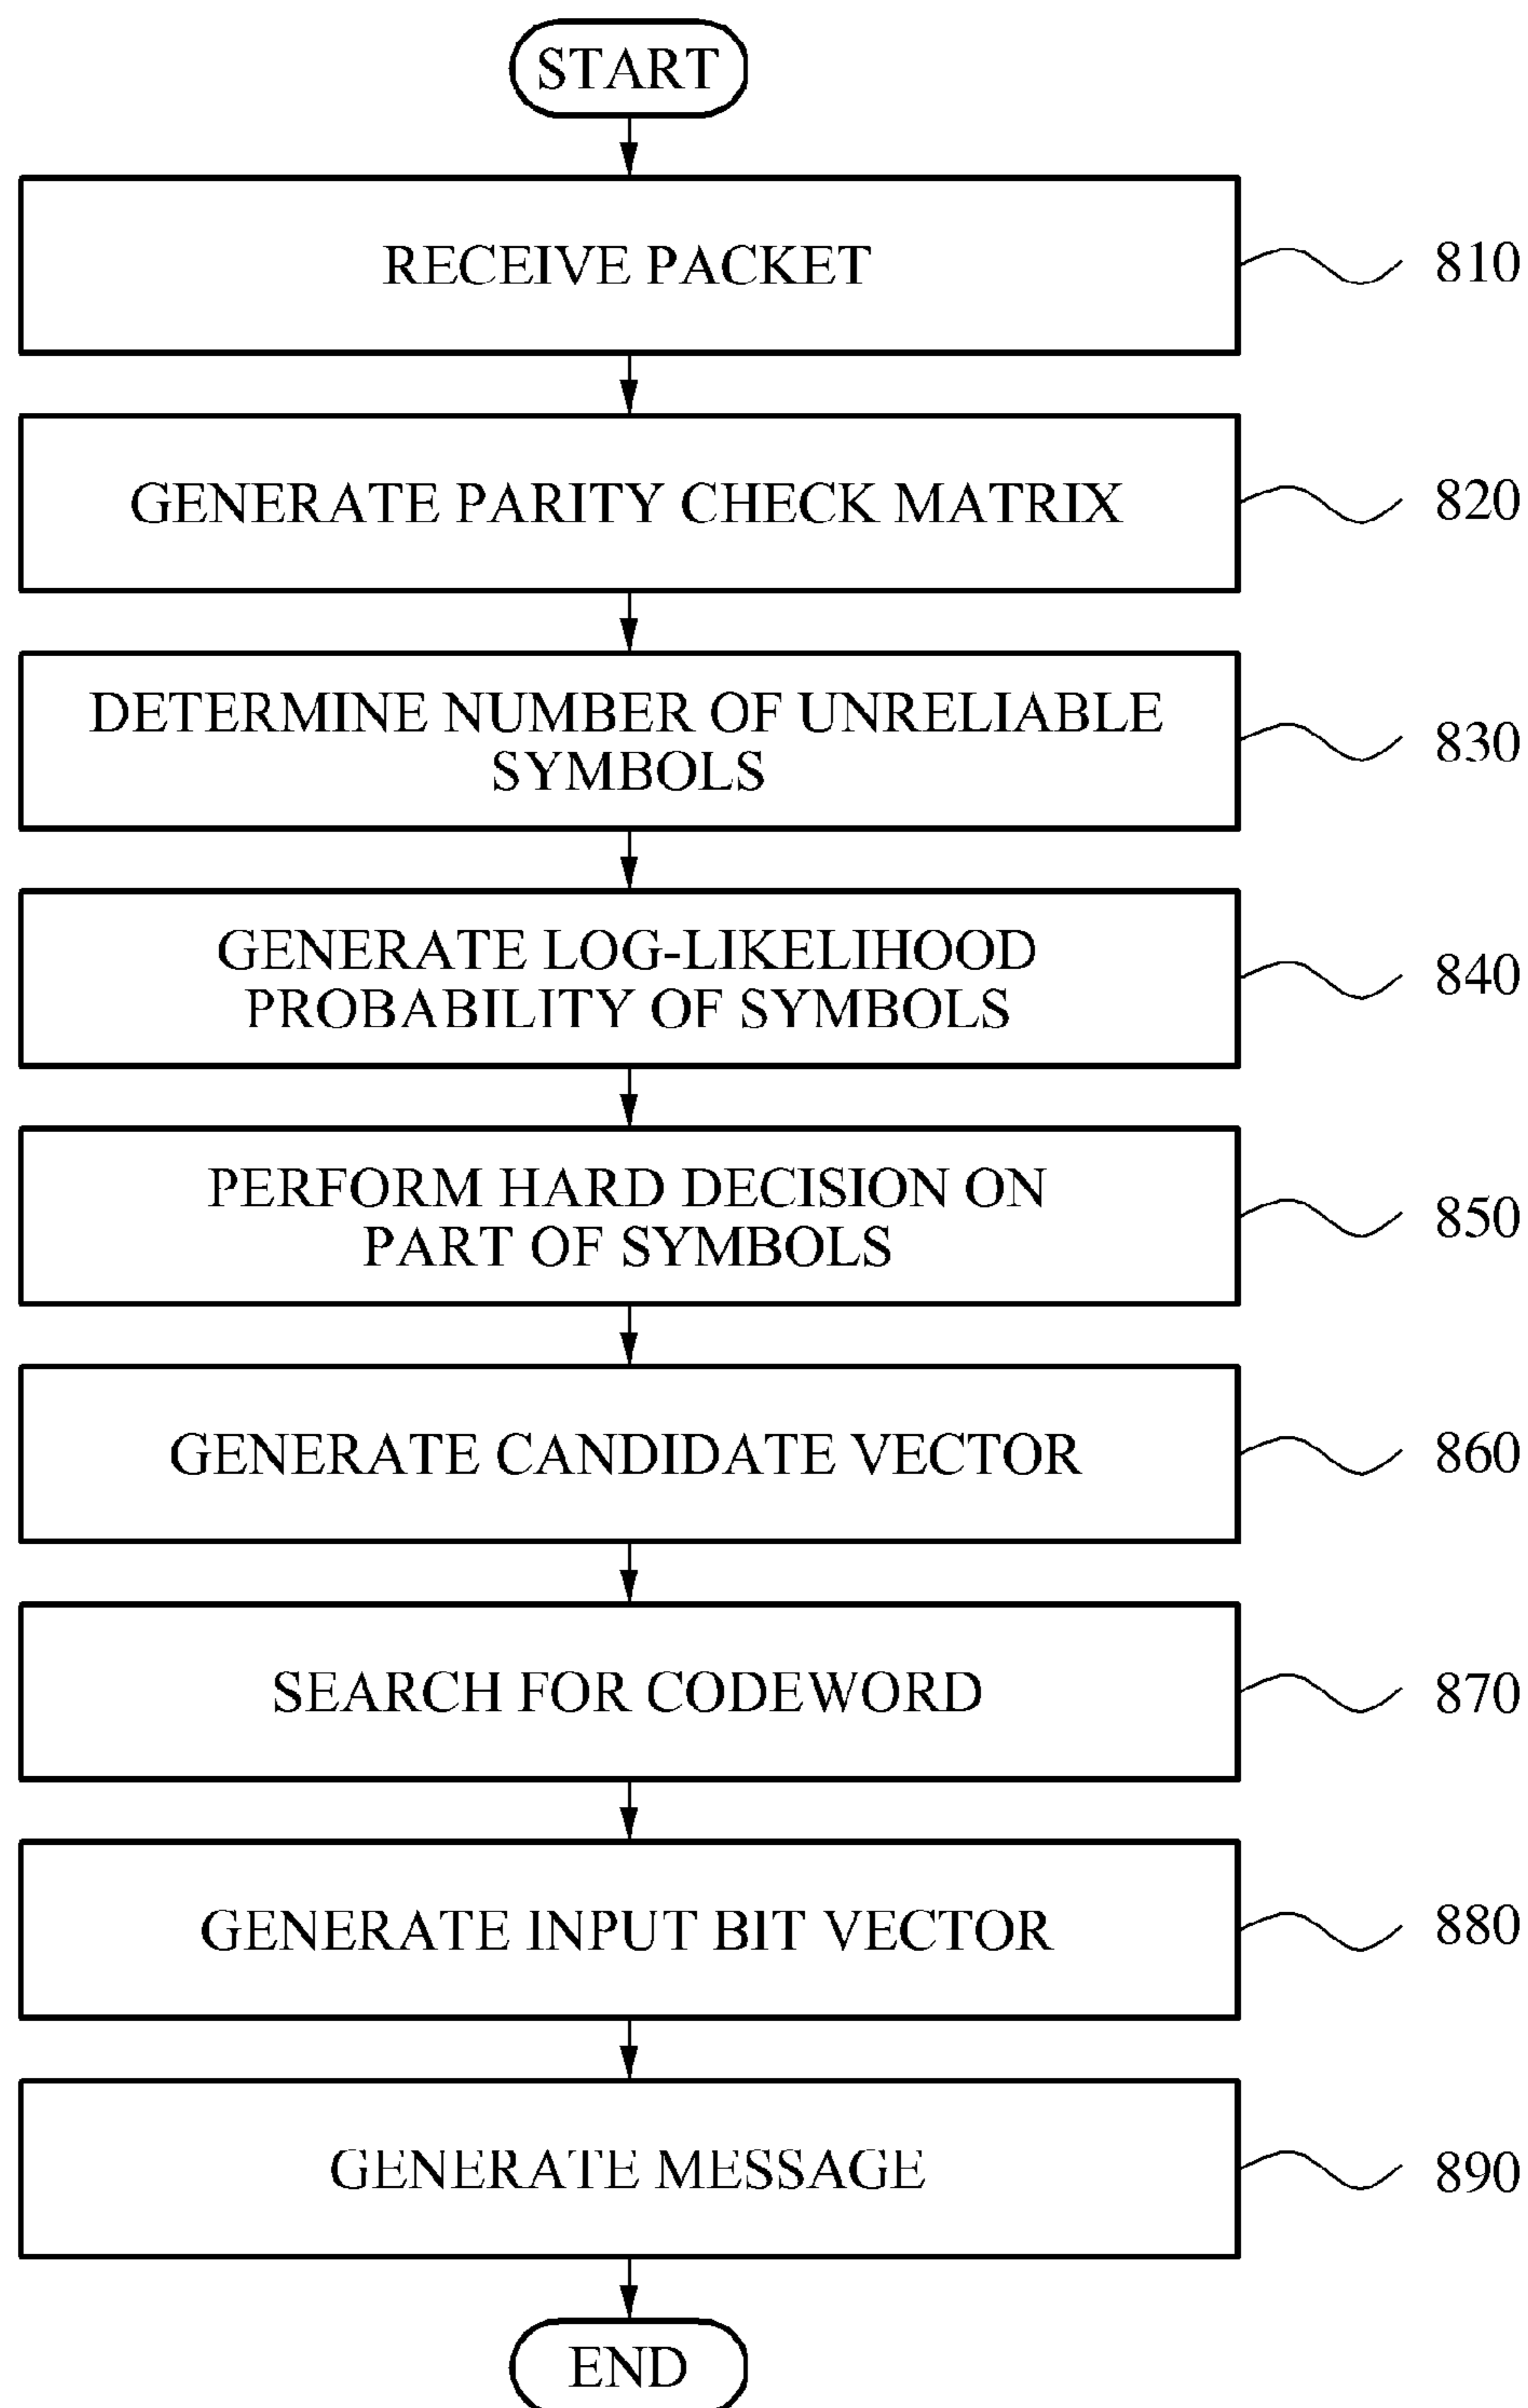 START
RECEIVE PACKET
810
GENERATE PARITY CHECK MATRIX
820
DETERMINE NUMBER OF UNRELIABLE
SYMBOLS
830
GENERATE LOG-LIKELIHOOD
PROBABILITY OF SYMBOLS
840
PERFORM HARD DECISION ON
PART OF SYMBOLS
850
GENERATE CANDIDATE VECTOR
860
SEARCH FOR CODEWORD
870
GENERATE INPUT BIT VECTOR
880
GENERATE MESSAGE
890
END